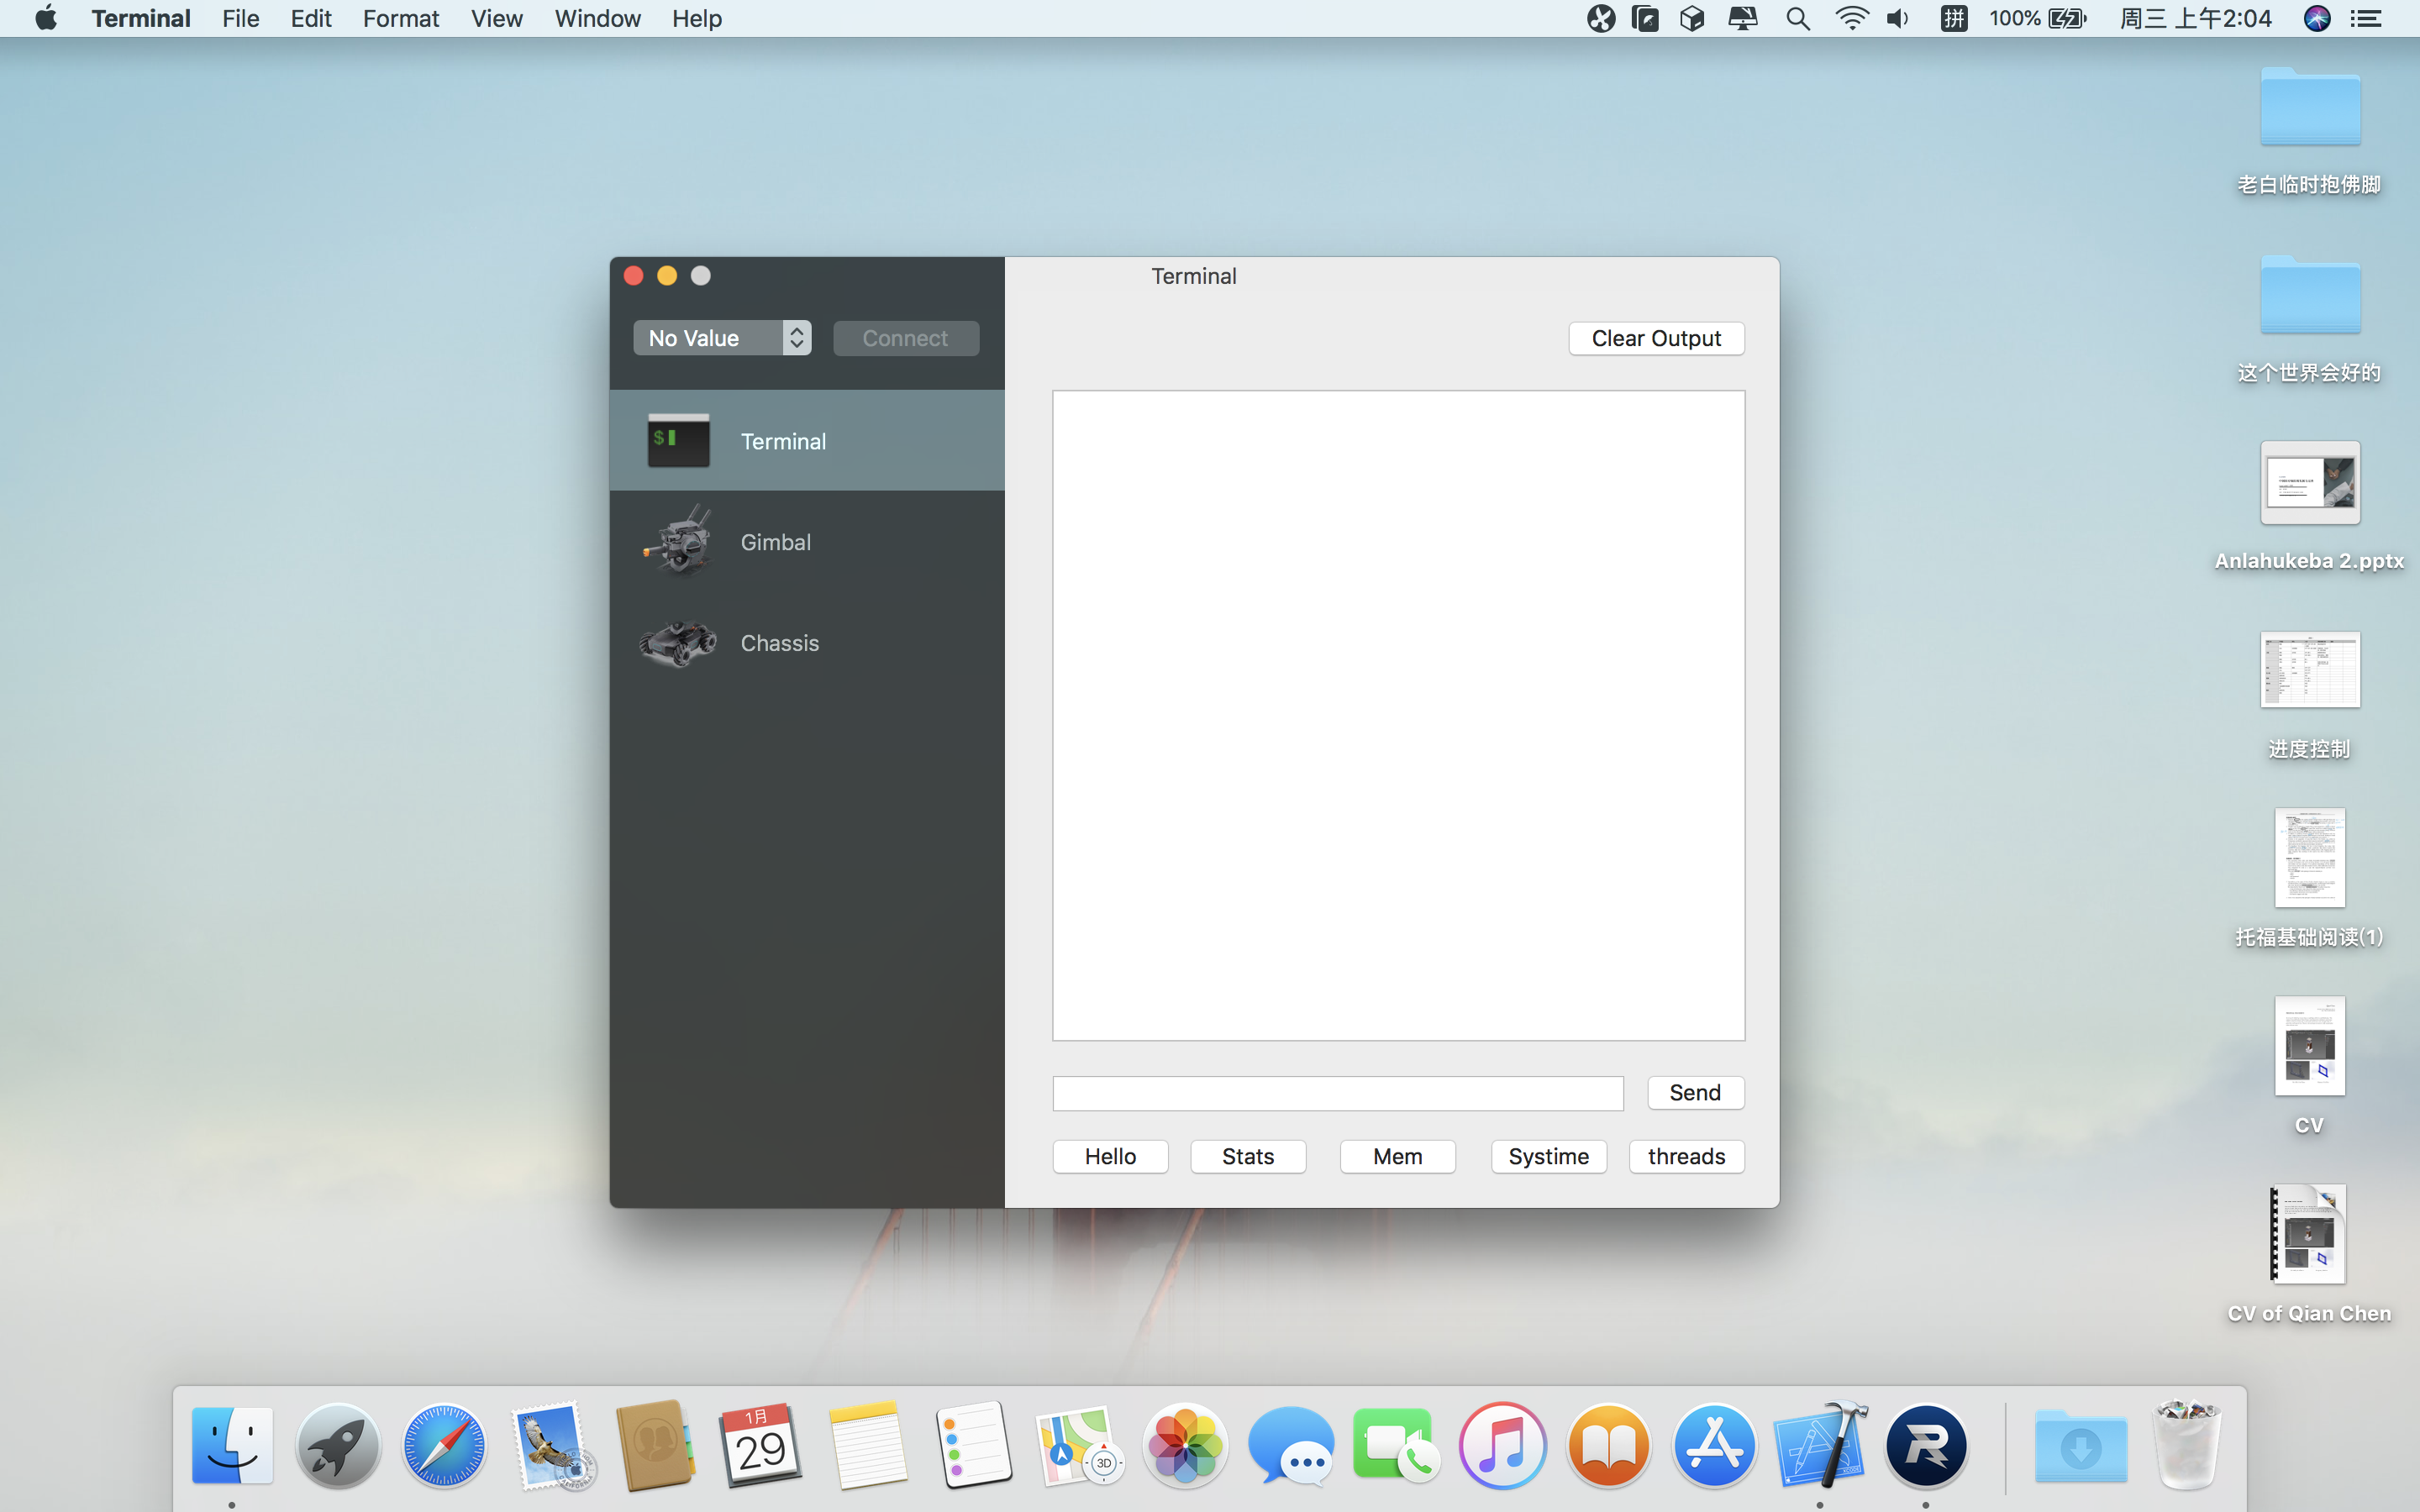 Terminal File Edit Format View Window Help
拼 100% 周三 上午2:04
老白临时抱佛脚
这个世界会好的
Anlahukeba 2.pptx
进度控制
托福基础阅读(1)
CV
CV of Qian Chen
Terminal
No Value
Connect
Clear Output
$
Terminal
Gimbal
Chassis
Send
Hello Stats Mem Systime threads
1月
29
3D